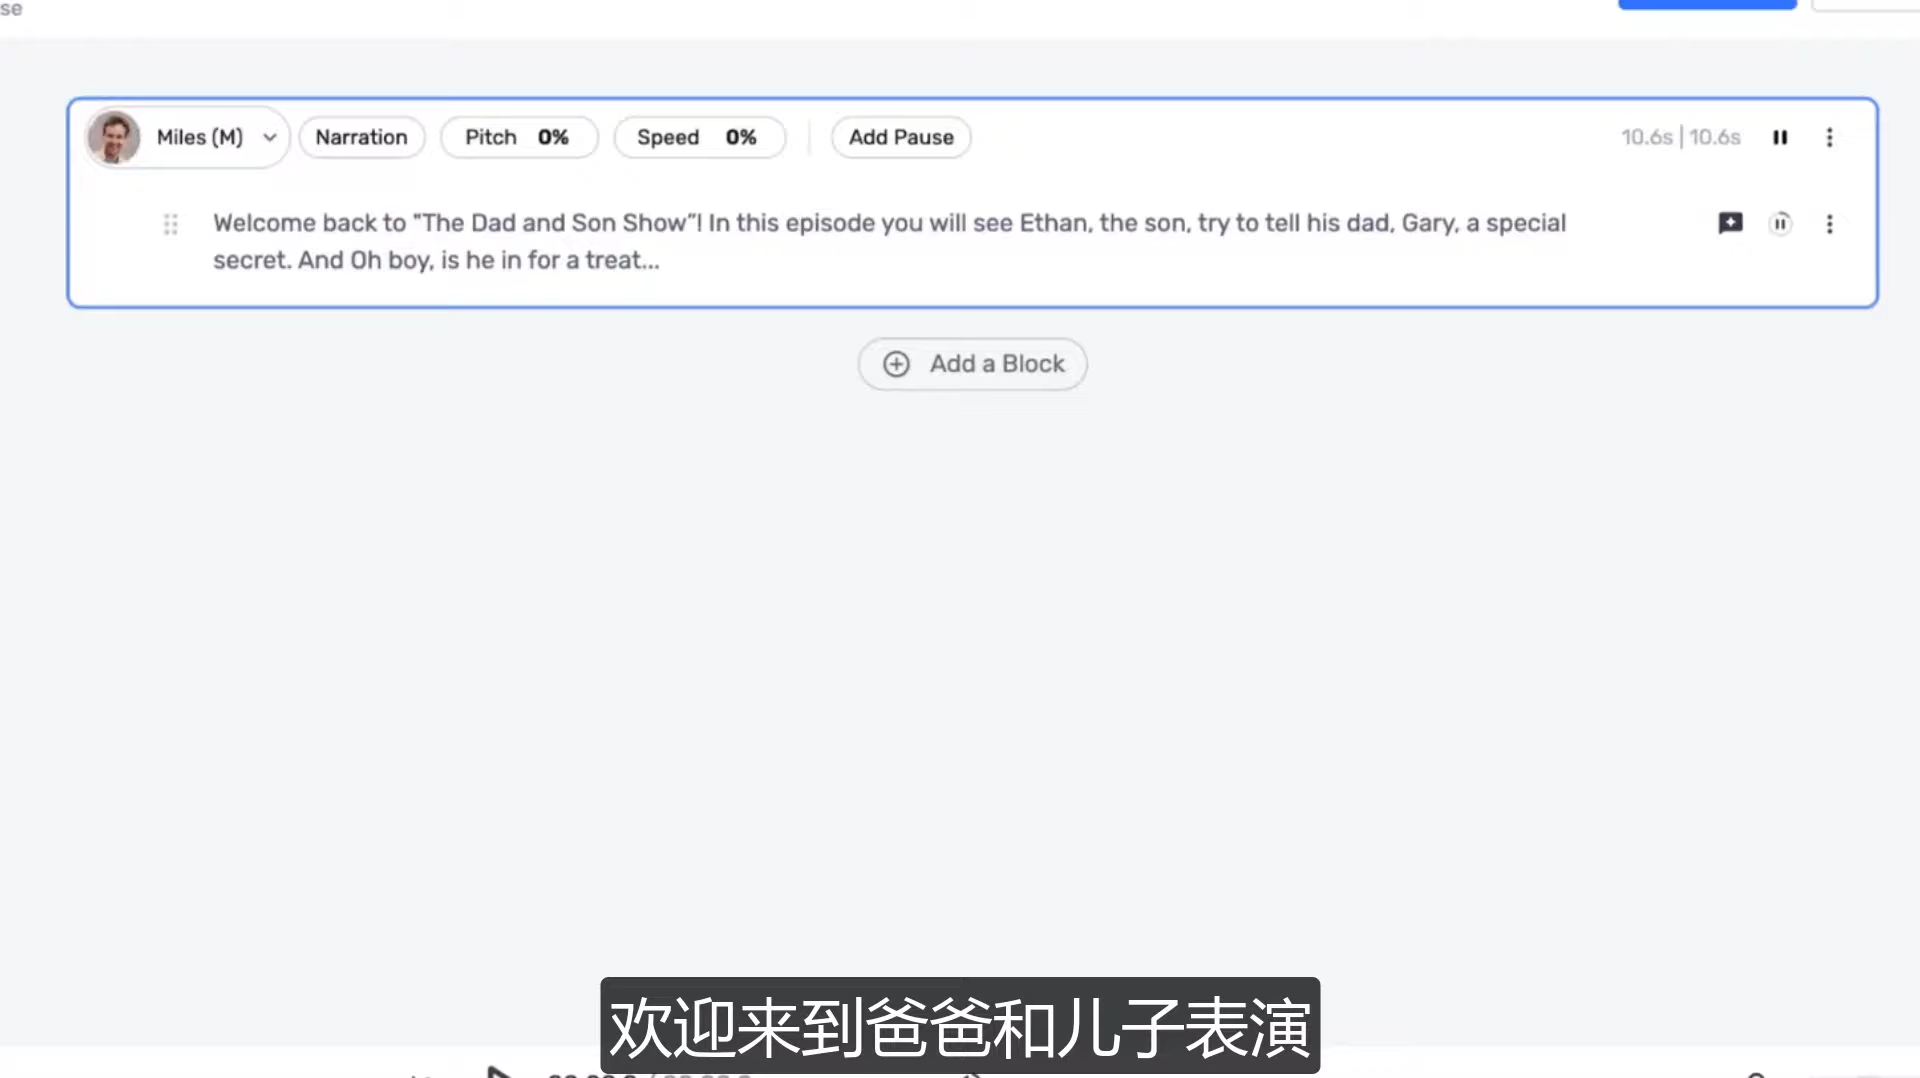 se
Miles (M)
Narration
Pitch 0%
Speed 0%
Add Pause
10.6s | 10.6s
Welcome back to "The Dad and Son Show”! In this episode you will see Ethan, the son, try to tell his dad, Gary, a special
secret. And Oh boy, is he in for a treat...
Add a Block
欢迎来到爸爸和儿子表演